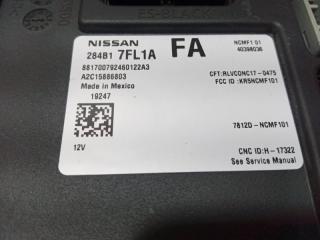 NISSAN FA NCMF1 01
284B1 7FL1A 40398036
88170079246012​2A3 CFT:RLVCONC17-0475
A2C15886803 FCC ID :KR5NCMF101
Made in Mexico
19247
7812D-NCMF101
12V
CNC ID:H-17322
See Service Manual